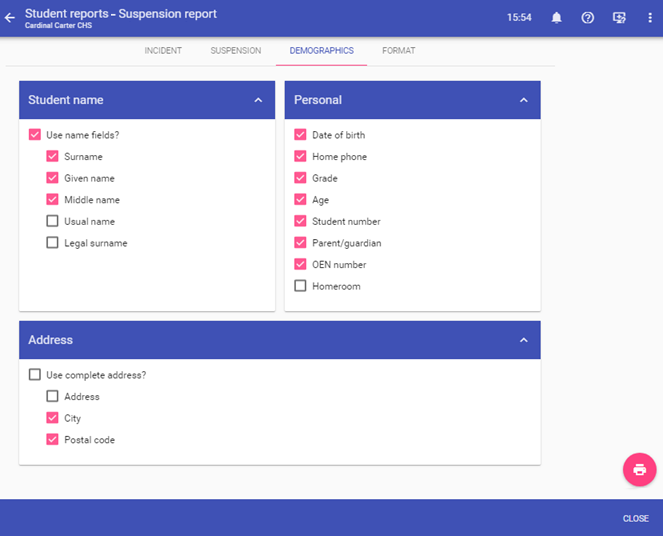 Student reports – Suspension report
Cardinal Carter CHS
15:54
INCIDENT
SUSPENSION
DEMOGRAPHICS
FORMAT
Student name
Use name fields?
Surname
Given name
Middle name
Usual name
Legal surname
Personal
Date of birth
Home phone
Grade
Age
Student number
Parent/guardian
OEN number
Homeroom
Address
Use complete address?
Address
City
Postal code
CLOSE